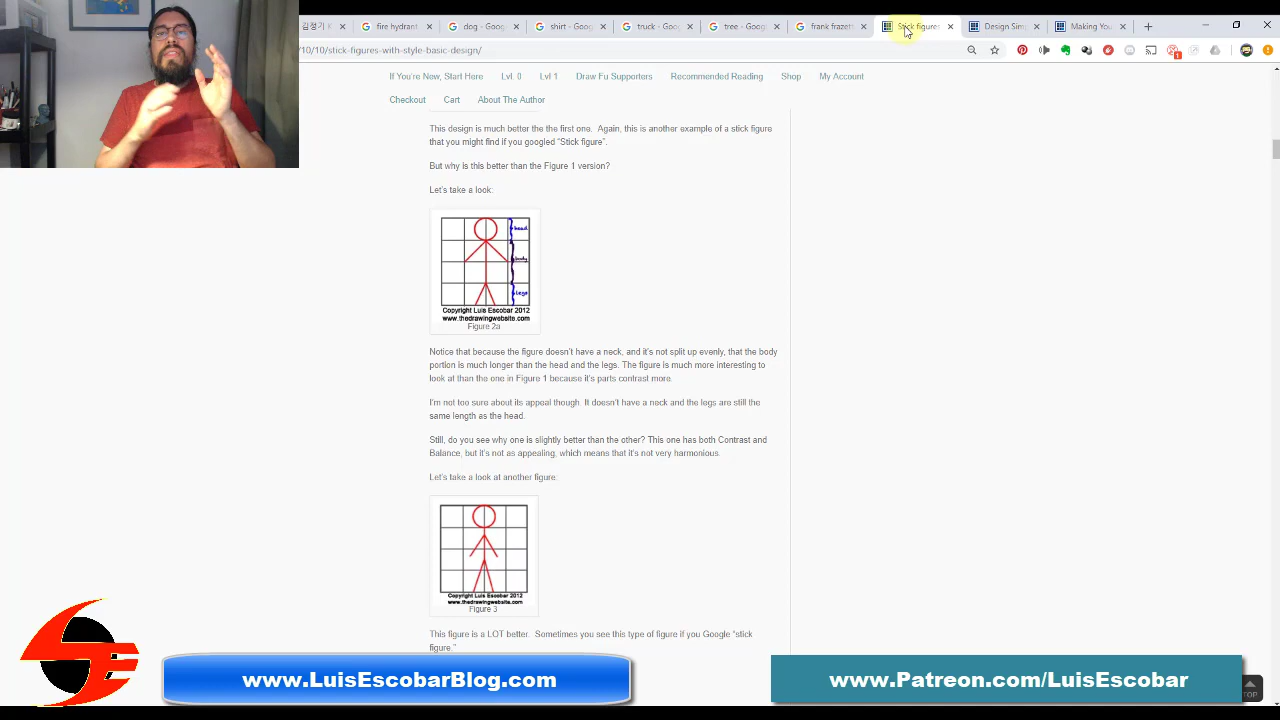 김정기
fire hydrant
dog - Goog
shirt - Goog
truck - Goog
tree - Googl
frank frazett
Stick figures
Design Simp
Making You
/10/10/stick-figures-with-style-basic-design/
If You're New, Start Here Lvl. 0 Lvl 1 Draw Fu Supporters Recommended Reading Shop My Account
Checkout Cart About The Author
This design is much better the the first one. Again, this is another example of a stick figure
that you might find if you googled "Stick figure".
But why is this better than the Figure 1 version?
Let's take a look:
head
body
legs
Copyright Luis Escobar 2012
www.thedrawingwebsite.com
Figure 2a
Notice that because the figure doesn't have a neck, and it's not split up evenly, that the body
portion is much longer than the head and the legs. The figure is much more interesting to
look at than the one in Figure 1 because it's parts contrast more.
I'm not too sure about its appeal though. It doesn't have a neck and the legs are still the
same length as the head.
Still, do you see why one is slightly better than the other? This one has both Contrast and
Balance, but it's not as appealing, which means that it's not very harmonious.
Let's take a look at another figure:
Copyright Luis Escobar 2012
www.thedrawingwebsite.com
Figure 3
This figure is a LOT better. Sometimes you see this type of figure if you Google "stick
figure."
www.LuisEscobarBlog.com
www.Patreon.com/LuisEscobar
TOP